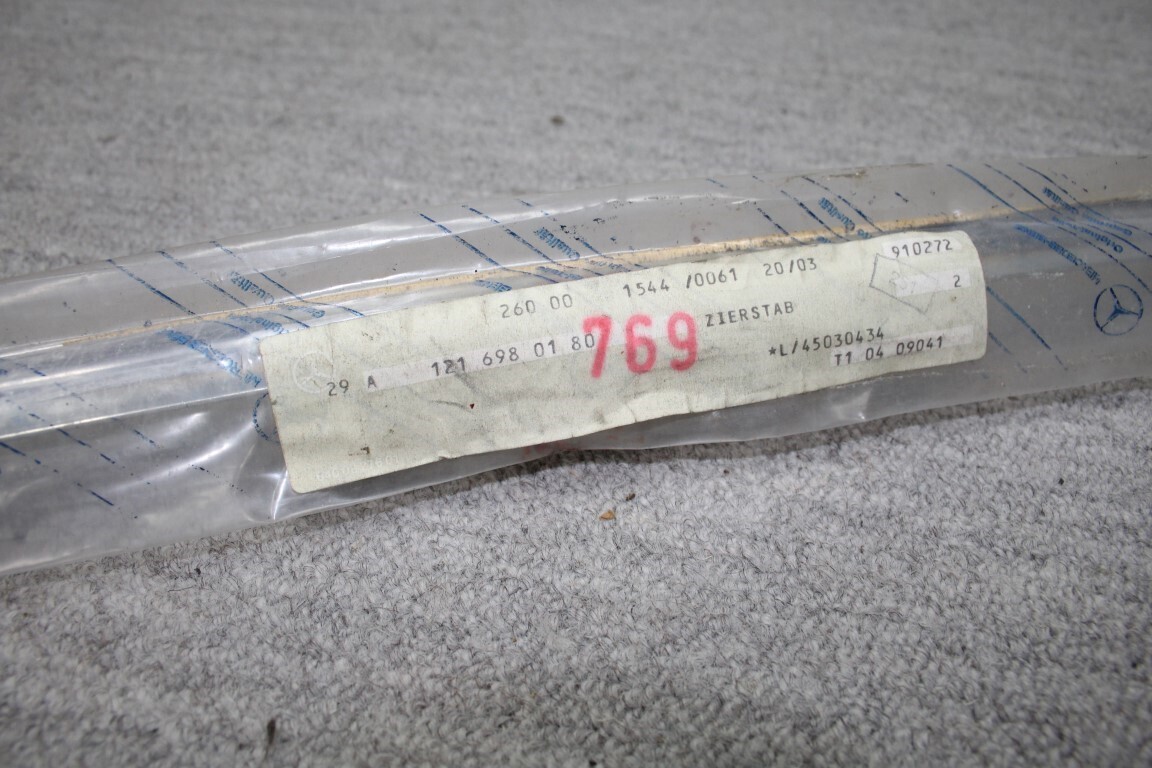 260 00 1544 /0061 20/03 910272
2
29 A 121 698 01 80 769 ZIERSTAB
*L/45030434
T1 04 09041
Qualität